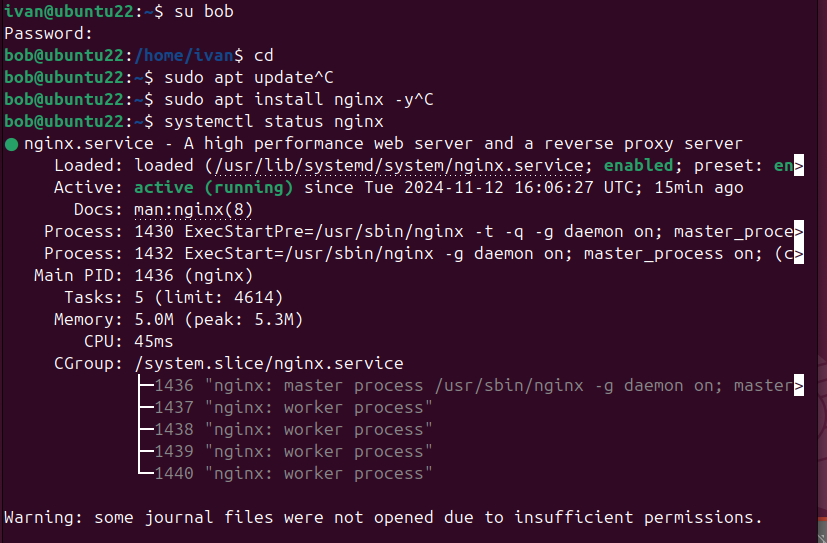 ivan@ubuntu22:~$ su bob
Password:
bob@ubuntu22:/home/ivan$ cd
bob@ubuntu22:~$ sudo apt update^C
bob@ubuntu22:~$ sudo apt install nginx -y^C
bob@ubuntu22:~$ systemctl status nginx
● nginx.service - A high performance web server and a reverse proxy server
Loaded: loaded (/usr/lib/systemd/system/nginx.service; enabled; preset: en>
Active: active (running) since Tue 2024-11-12 16:06:27 UTC; 15min ago
Docs: man:nginx(8)
Process: 1430 ExecStartPre=/usr/sbin/nginx -t -q -g daemon on; master_proce>
Process: 1432 ExecStart=/usr/sbin/nginx -g daemon on; master_process on; (c>
Main PID: 1436 (nginx)
Tasks: 5 (limit: 4614)
Memory: 5.0M (peak: 5.3M)
CPU: 45ms
CGroup: /system.slice/nginx.service
├─1436 "nginx: master process /usr/sbin/nginx -g daemon on; master>
├─1437 "nginx: worker process"
├─1438 "nginx: worker process"
├─1439 "nginx: worker process"
└─1440 "nginx: worker process"
Warning: some journal files were not opened due to insufficient permissions.